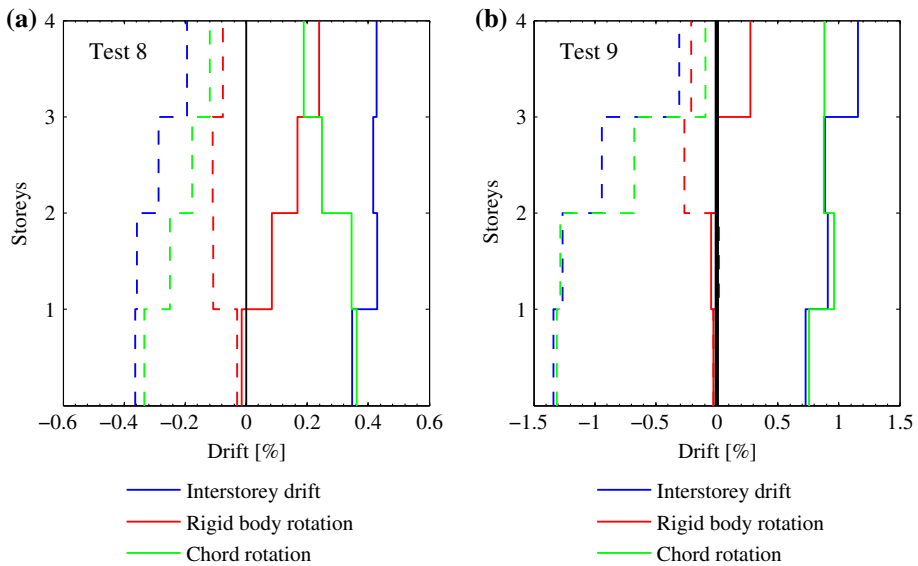 (a)
Test 8
4
3
2
1
Storeys
−0.6 −0.4 −0.2 0 0.2 0.4 0.6
Drift [%]
Interstorey drift
Rigid body rotation
Chord rotation
(b)
Test 9
4
3
2
1
Storeys
−1.5 −1 −0.5 0 0.5 1 1.5
Drift [%]
Interstorey drift
Rigid body rotation
Chord rotation